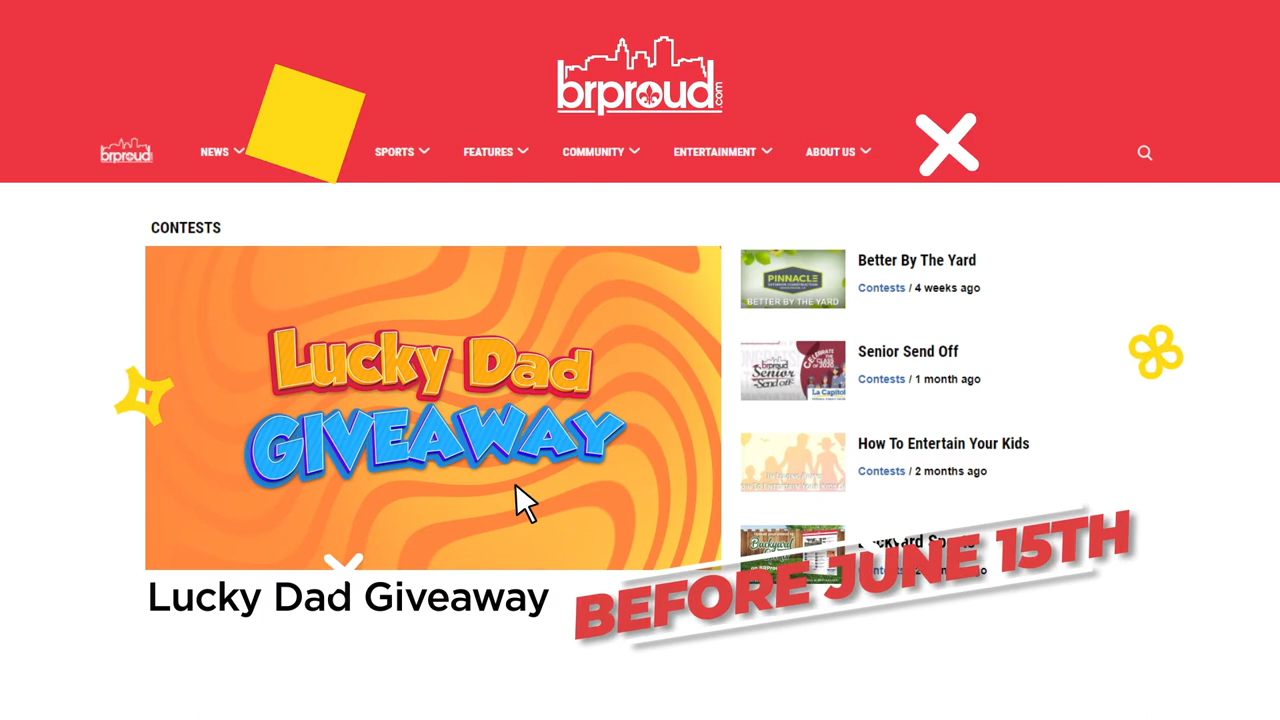 brproud.com
brproud
NEWS
SPORTS
FEATURES
COMMUNITY
ENTERTAINMENT
ABOUT US
CONTESTS
Lucky Dad
GIVEAWAY
Lucky Dad Giveaway
PINNACLE
BETTER BY THE YARD
Better By The Yard
Contests / 4 weeks ago
CELEBRATE
THE
CLASS
OF 2026
brproud
Senior
Send off
La Capitol
Senior Send Off
Contests / 1 month ago
How To Entertain Your Kids
Contests / 2 months ago
Backyard
BEFORE JUNE 15TH